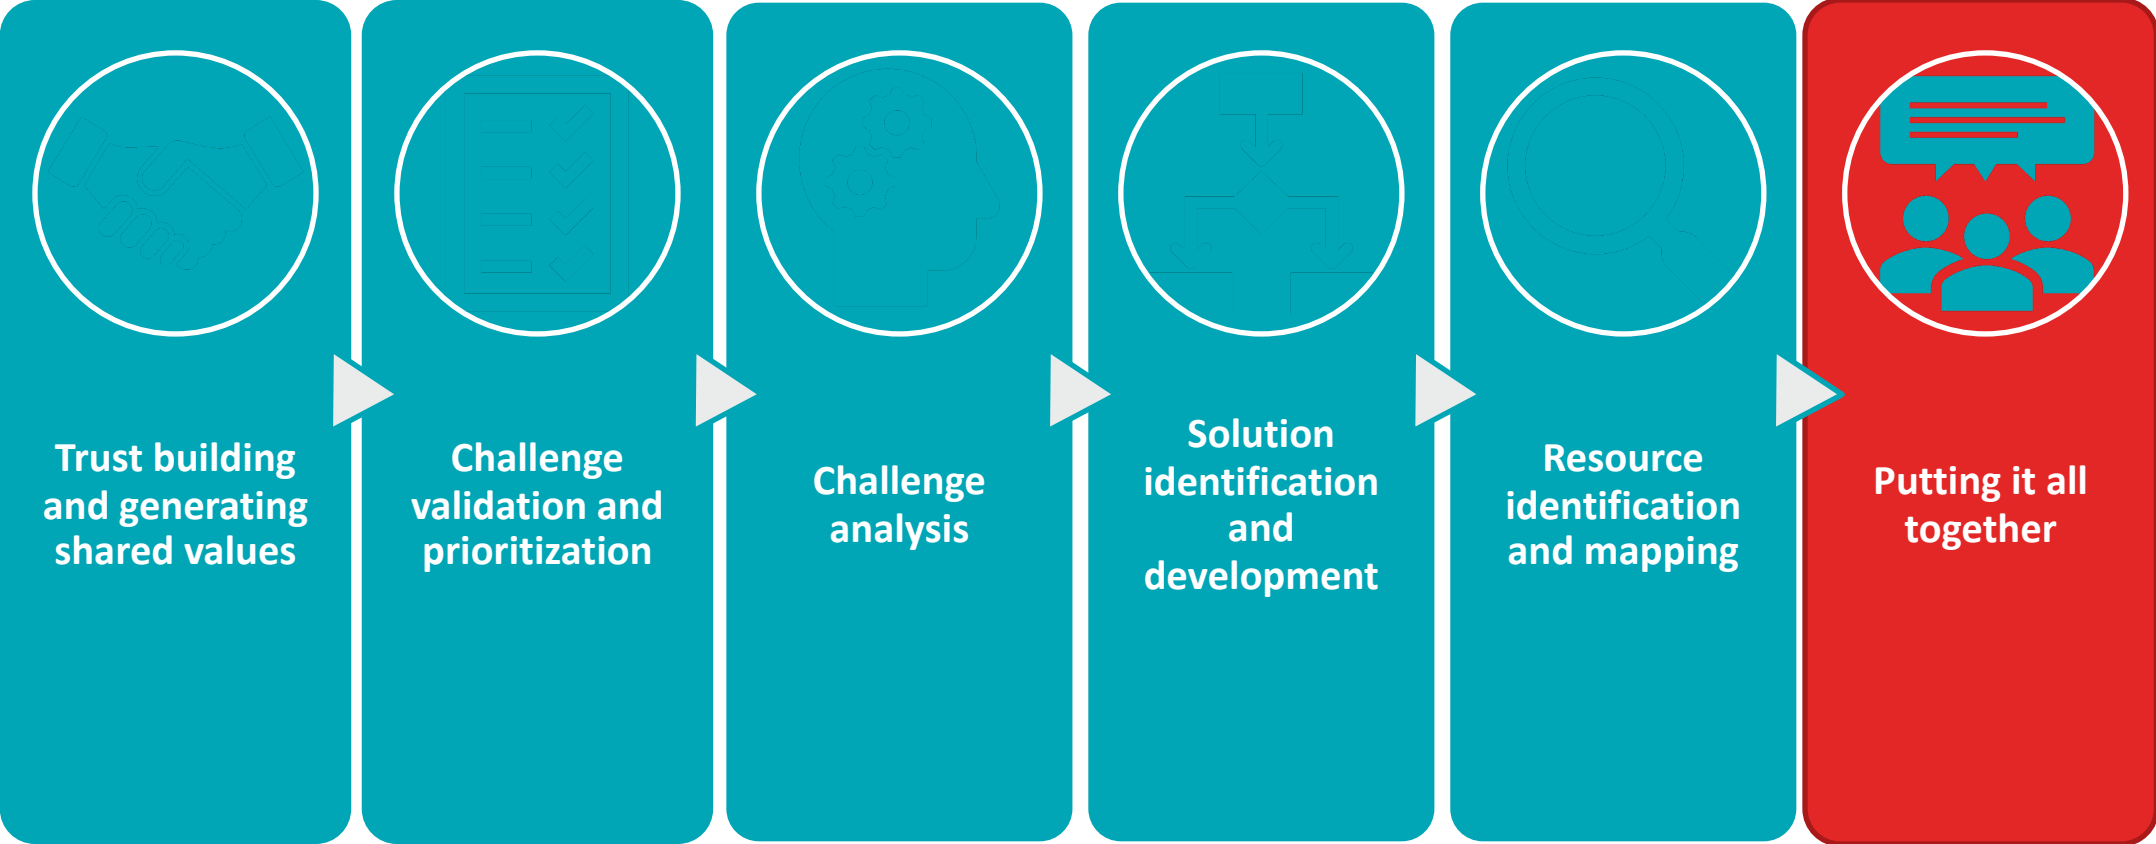 Trust building
and generating
shared values
Challenge
validation and
prioritization
Challenge
analysis
Solution
identification
and
development
Resource
identification
and mapping
Putting it all
together